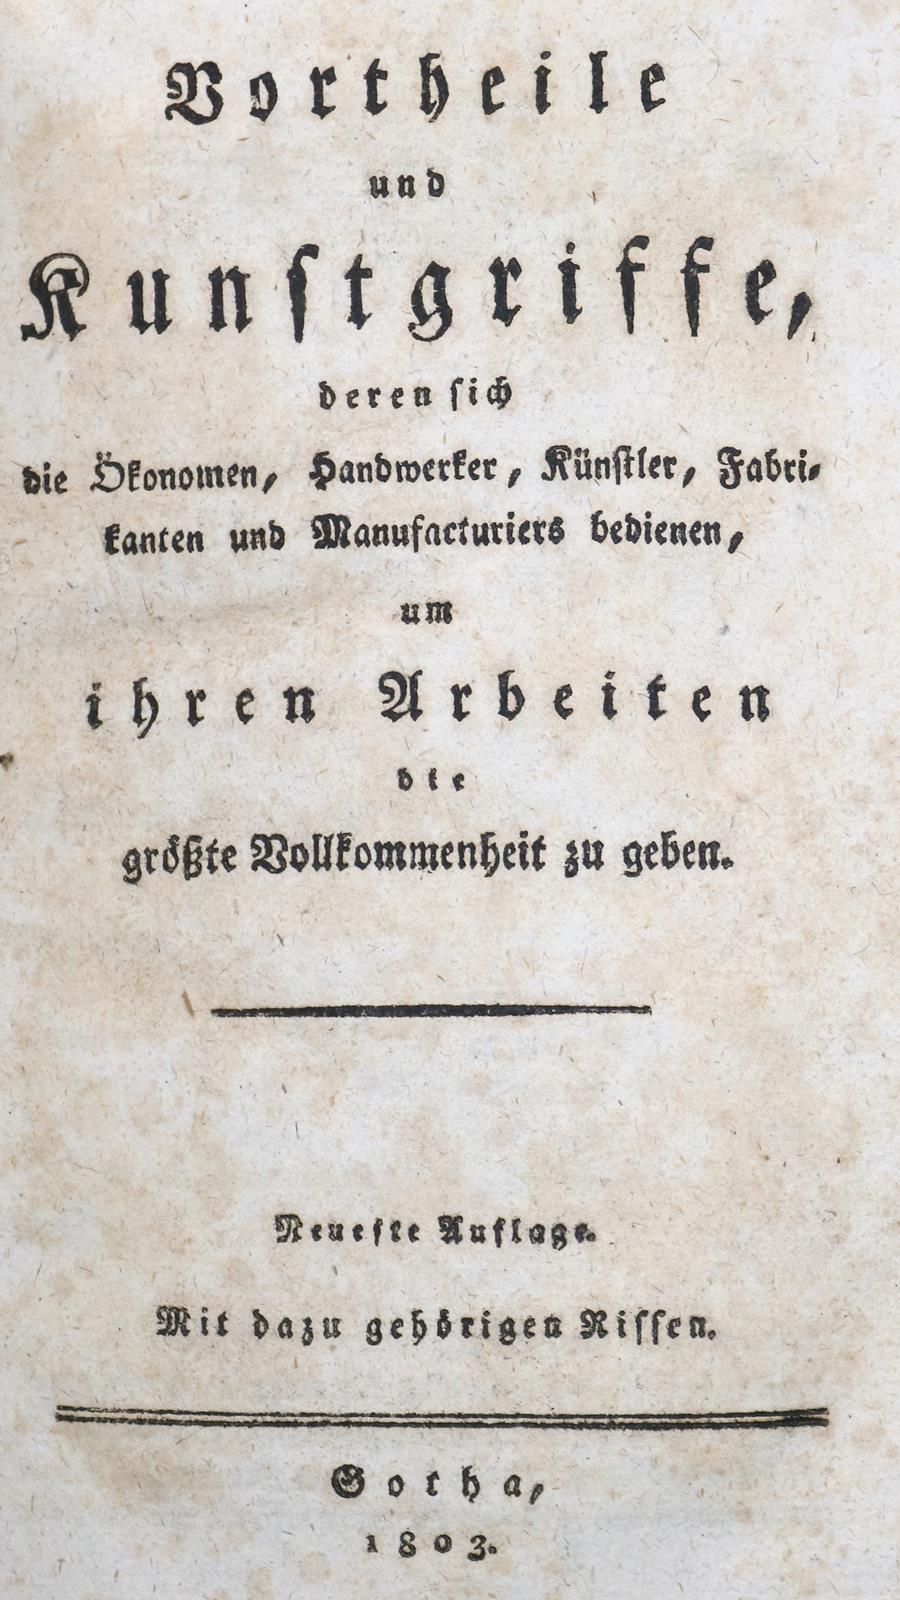 Vortheile
und
Kunſtgriffe,
deren ſich
die Ökonomen, Handwerker, Künſtler, Fabri-
kanten und Manufacturiers bedienen,
um
ihren Arbeiten
die
größte Vollkommenheit zu geben.
Neueſte Auflage.
Mit dazu gehörigen Riſſen.
Gotha,
1803.